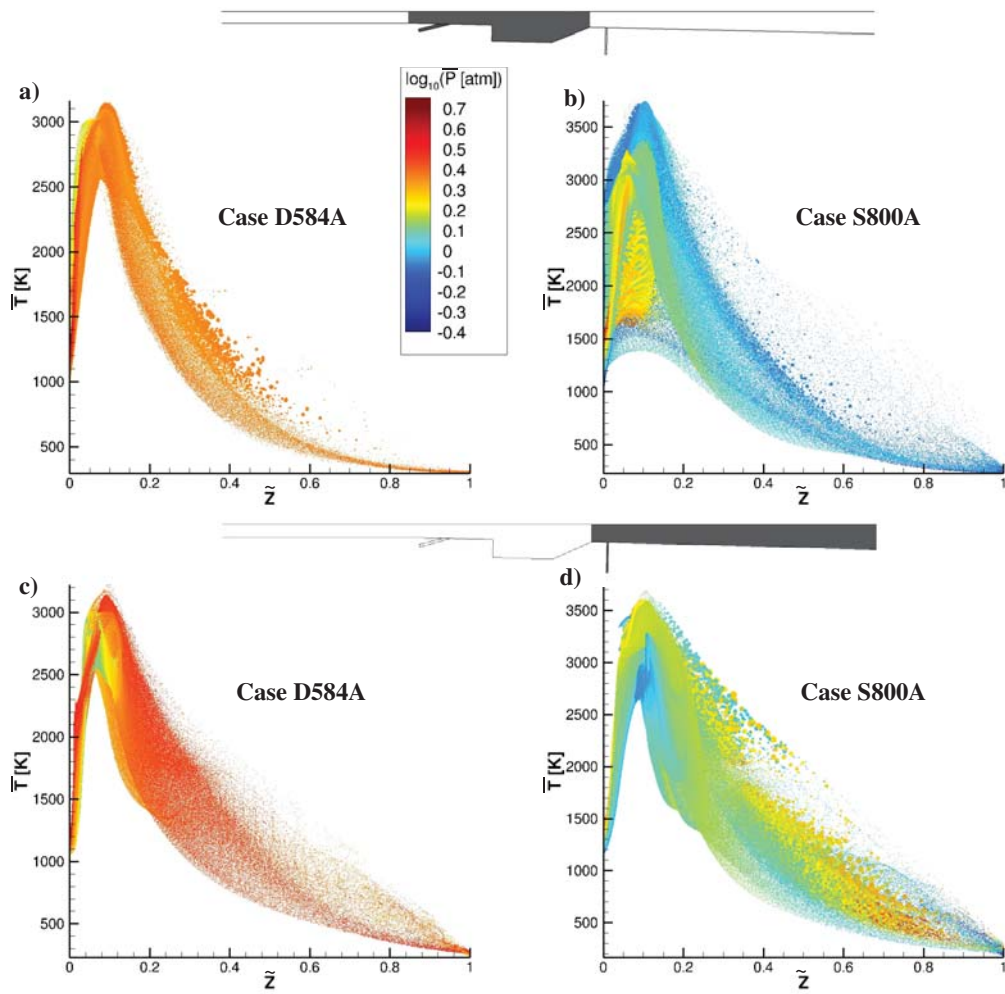 log₁₀(P̅ [atm])
0.7
0.6
0.5
0.4
0.3
0.2
0.1
0
-0.1
-0.2
-0.3
-0.4
a)
3000
2500
2000
1500
1000
500
T̅ [K]
Case D584A
0 0.2 0.4 0.6 0.8 1
Z̃
b)
3500
3000
2500
2000
1500
1000
500
T̅ [K]
Case S800A
0 0.2 0.4 0.6 0.8 1
Z̃
c)
3000
2500
2000
1500
1000
500
T̅ [K]
Case D584A
0 0.2 0.4 0.6 0.8 1
Z̃
d)
3500
3000
2500
2000
1500
1000
500
T̅ [K]
Case S800A
0 0.2 0.4 0.6 0.8 1
Z̃